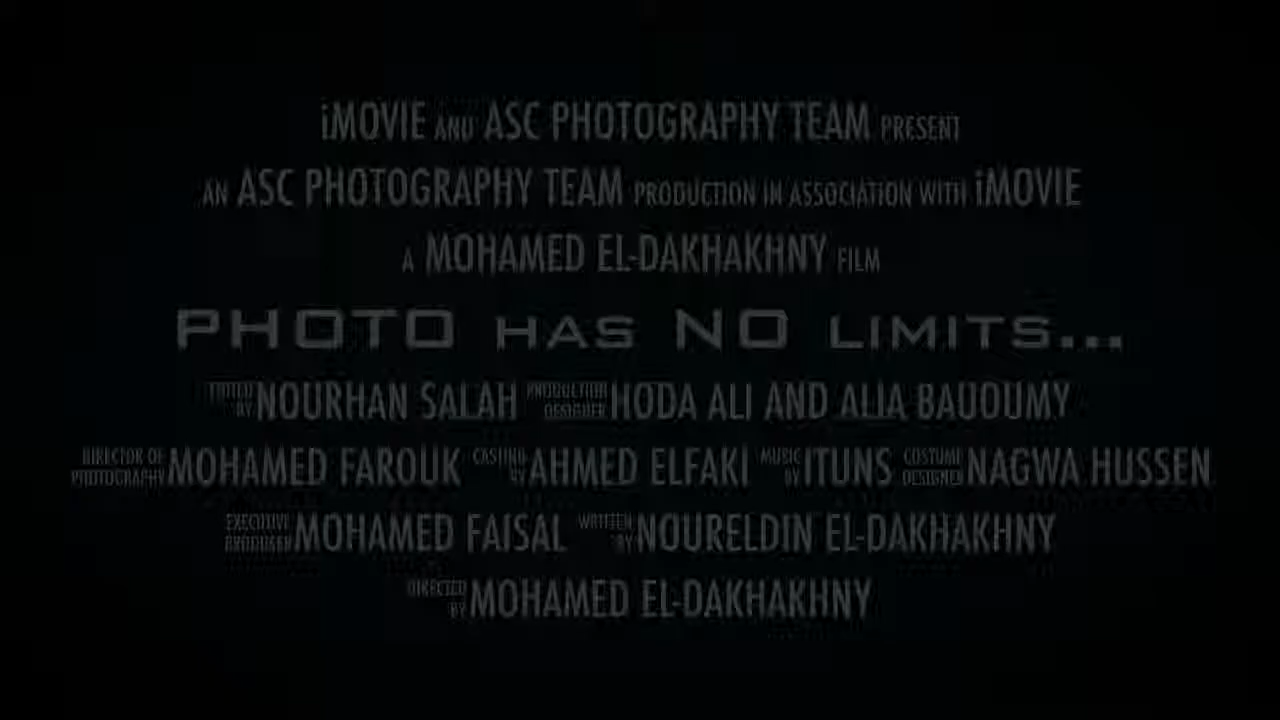 iMOVIE AND ASC PHOTOGRAPHY TEAM PRESENT
AN ASC PHOTOGRAPHY TEAM PRODUCTION IN ASSOCIATION WITH iMOVIE
A MOHAMED EL-DAKHAKHNY FILM
PHOTO HAS NO LIMITS...
EDITED BY NOURHAN SALAH PRODUCTION DESIGNER HODA ALI AND ALIA BAUOUMY
DIRECTOR OF PHOTOGRAPHY MOHAMED FAROUK CASTING BY AHMED ELFAKI MUSIC BY ITUNS COSTUME DESIGNER NAGWA HUSSEN
EXECUTIVE PRODUSER MOHAMED FAISAL WRITTEN BY NOURELDIN EL-DAKHAKHNY
DIRECTED BY MOHAMED EL-DAKHAKHNY